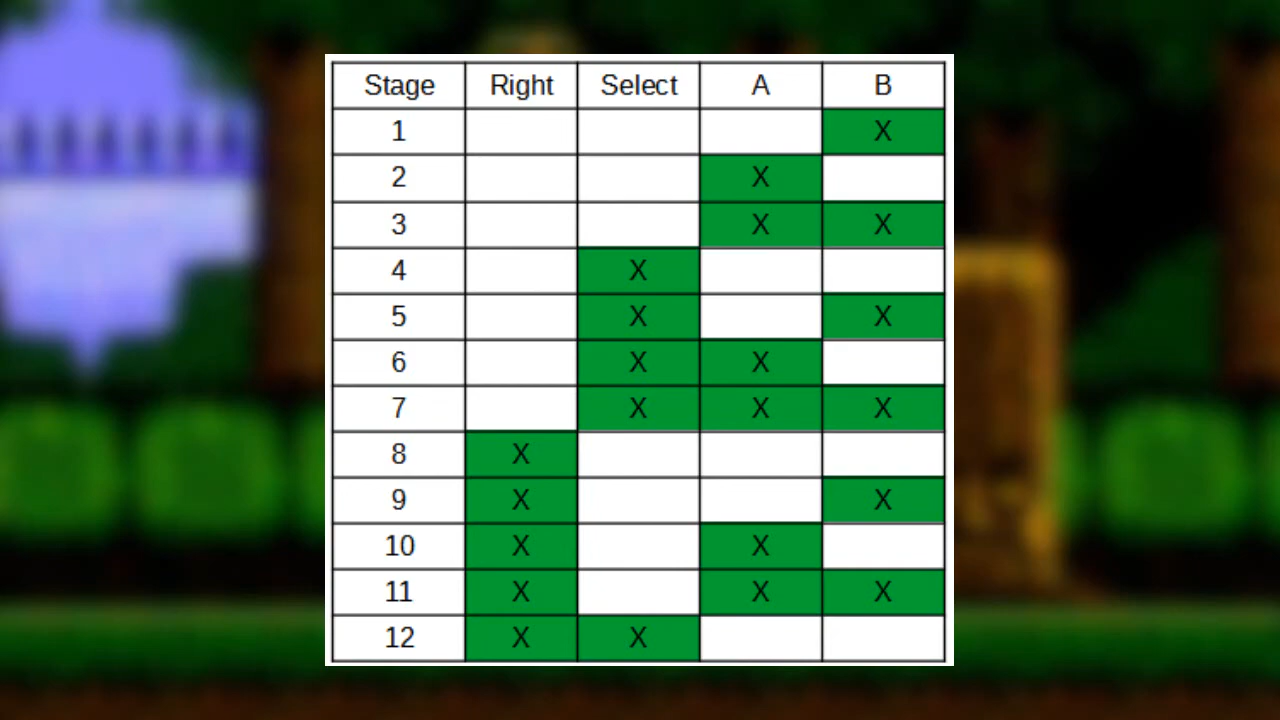 Stage Right Select A B
1 X
2 X
3 X X
4 X
5 X X
6 X X
7 X X X
8 X
9 X X
10 X X
11 X X X
12 X X